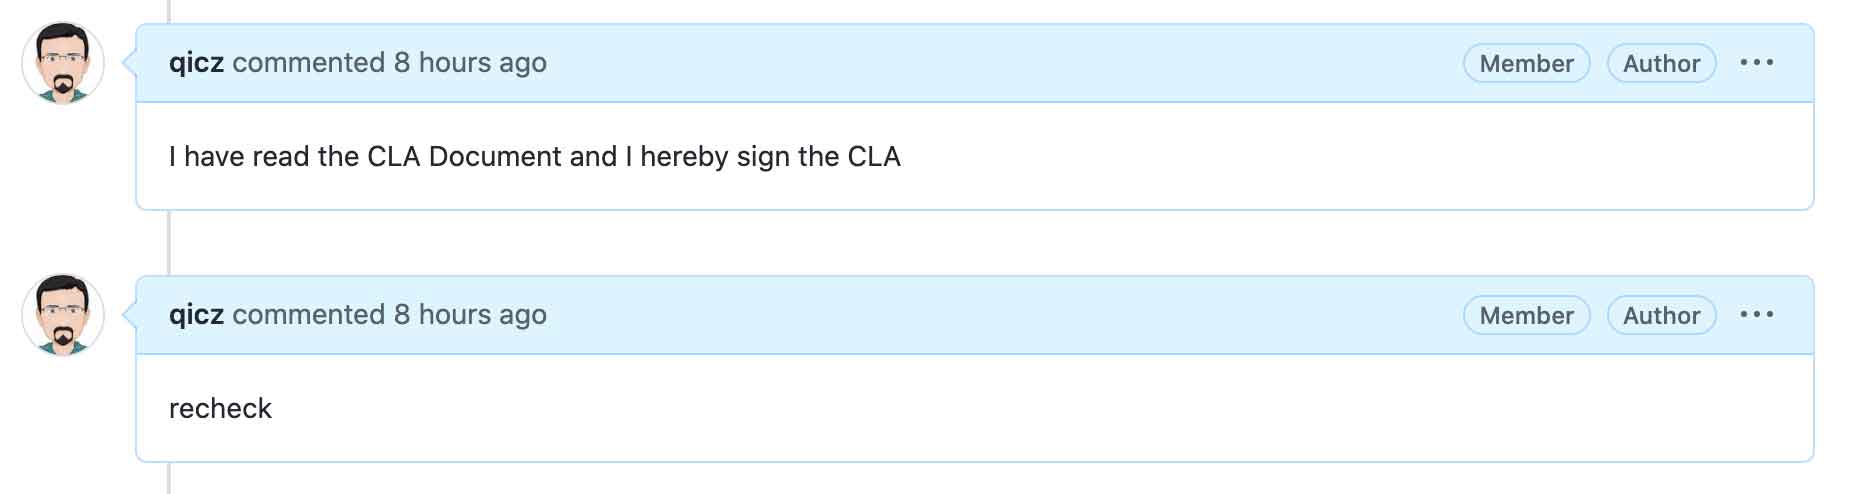 qicz commented 8 hours ago Member Author ...
I have read the CLA Document and I hereby sign the CLA
qicz commented 8 hours ago Member Author ...
recheck